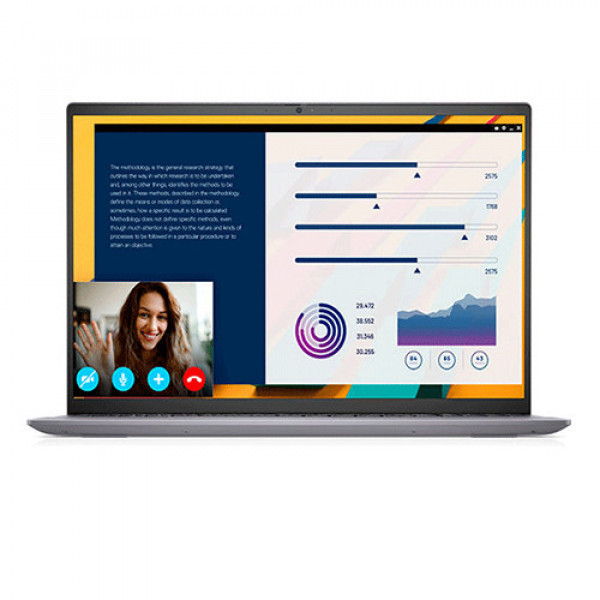 The methodology is the general research strategy that
outlines the way in which research is to be undertaken
and, among other things, identifies the methods to be
used in it. These methods, described in the methodology,
define the means or modes of data collection or,
sometimes, how a specific result is to be calculated.
Methodology does not define specific methods, even
though much attention is given to the nature and kinds of
processes to be followed in a particular procedure or to
attain an objective.
2575
1768
3102
2575
29.472
38.552
31.346
30.255
84
65
43